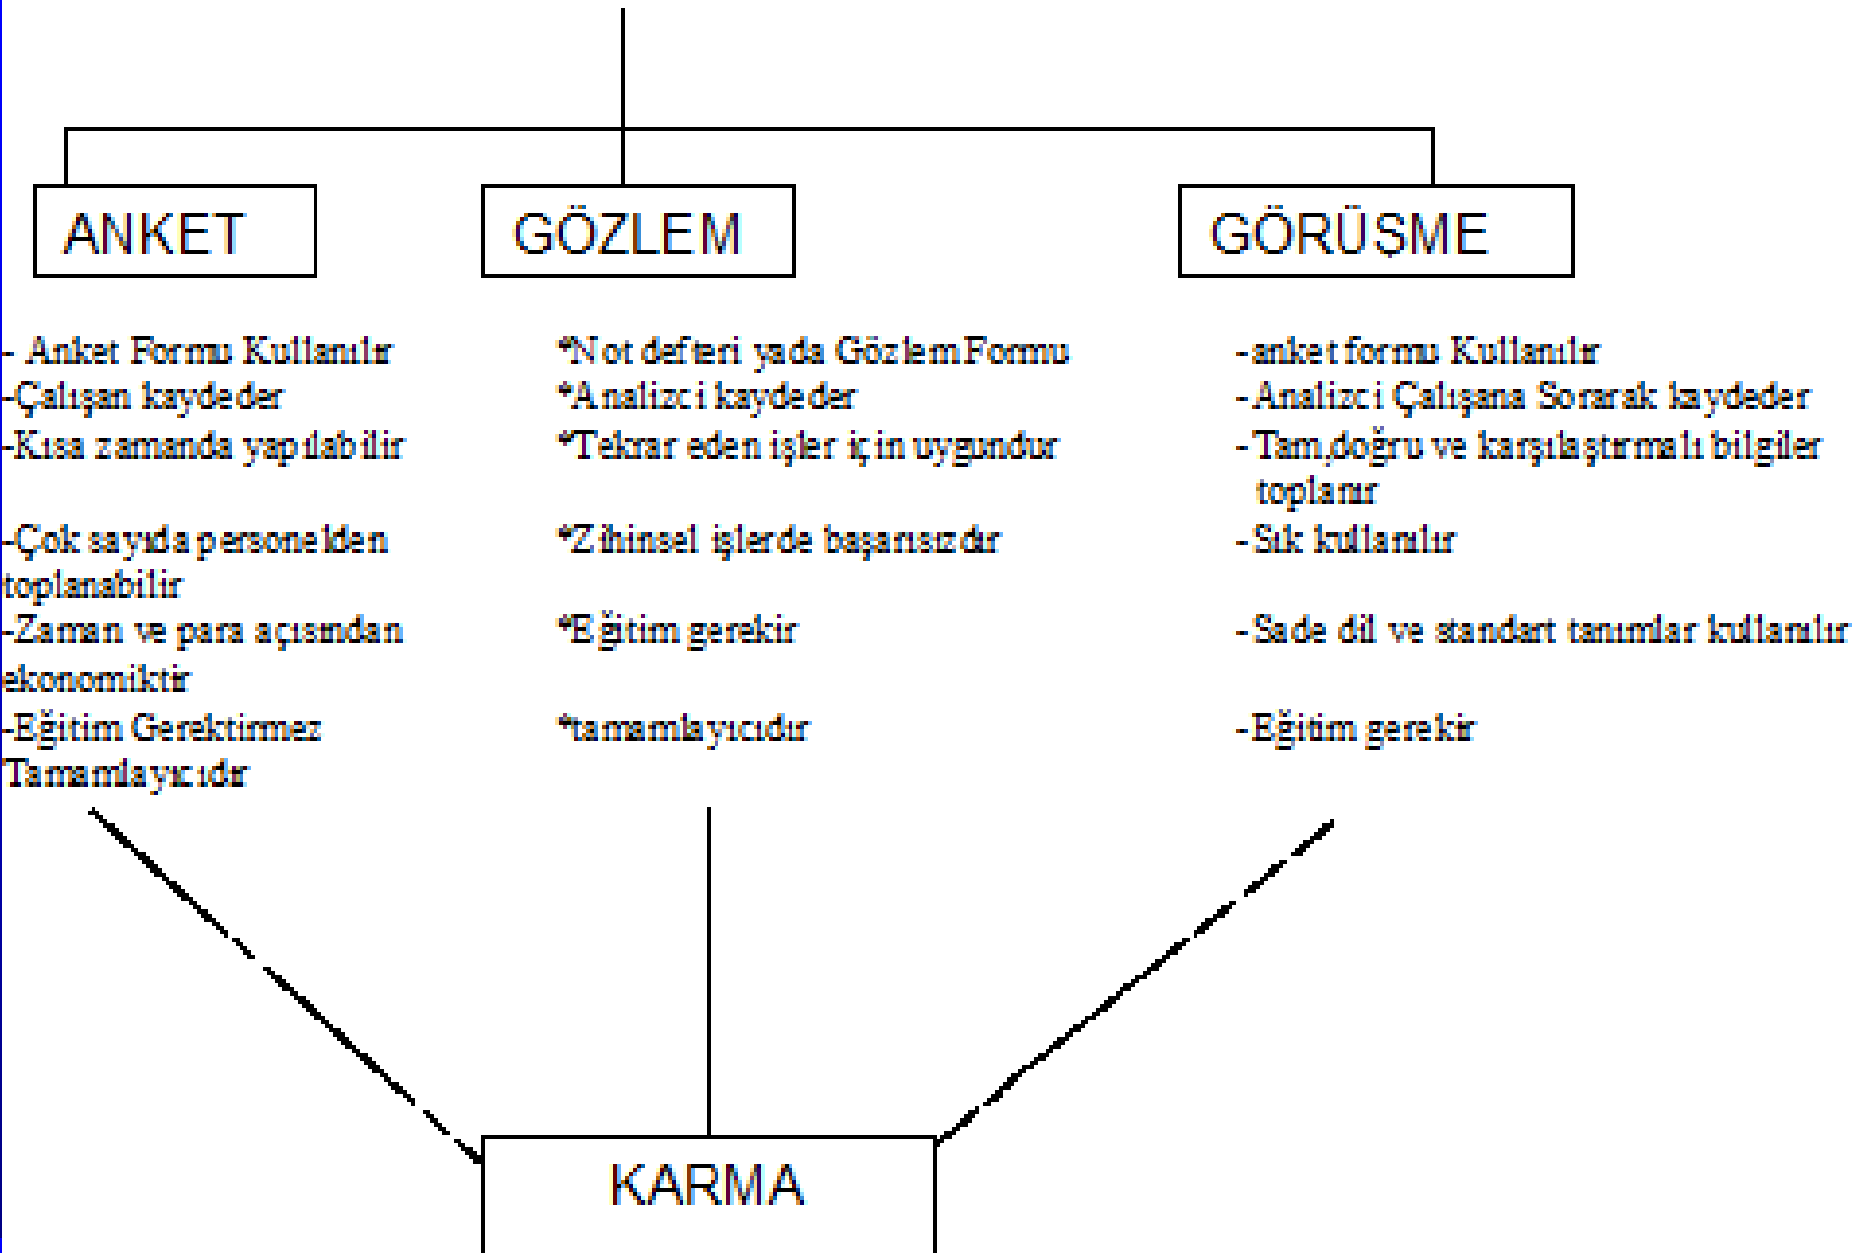 ANKET
GÖZLEM
GÖRÜŞME
- Anket Formu Kullanılır
-Çalışan kaydeder
-Kısa zamanda yapılabilir
-Çok sayıda personelden
toplanabilir
-Zaman ve para açısından
ekonomiktir
-Eğitim Gerektirmez
Tamamlayıcıdır
*Not defteri yada Gözlem Formu
*Analizci kaydeder
*Tekrar eden işler için uygundur
*Zihinsel işlerde başarısızdır
*Eğitim gerekir
*tamamlayıcıdır
-anket formu Kullanılır
-Analizci Çalışana Sorarak kaydeder
-Tam,doğru ve karşılaştırmalı bilgiler
toplanır
-Sık kullanılır
-Sade dil ve standart tanımlar kullanılır
-Eğitim gerekir
KARMA